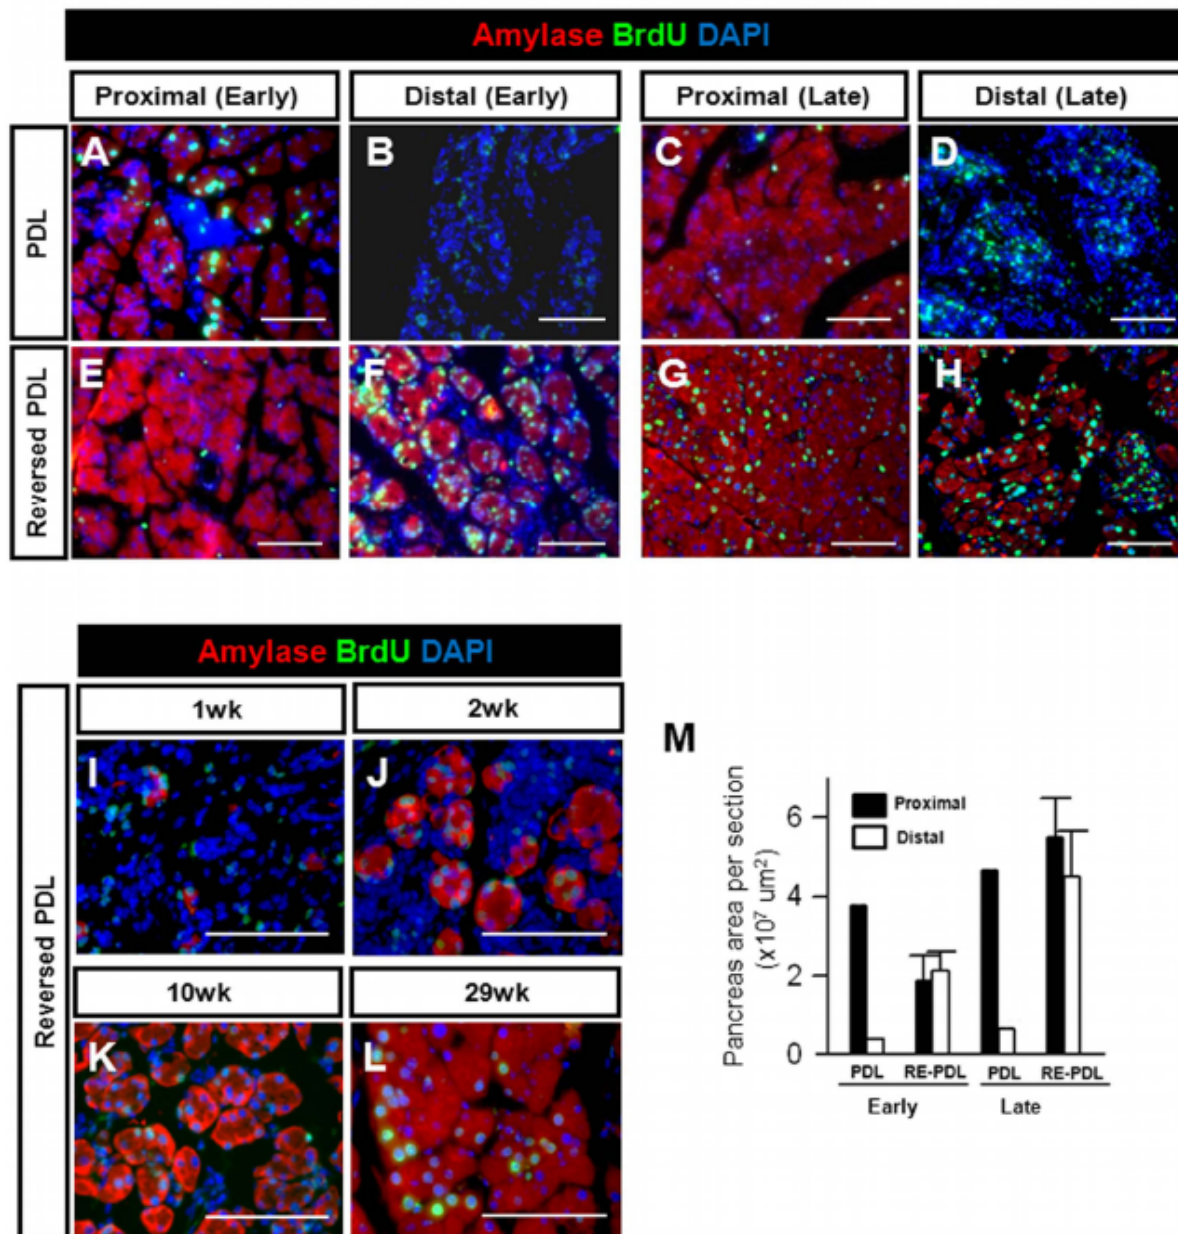 Amylase BrdU DAPI
Proximal (Early)
Distal (Early)
Proximal (Late)
Distal (Late)
PDL
A
B
C
D
Reversed PDL
E
F
G
H
Amylase BrdU DAPI
Reversed PDL
1wk
2wk
I
J
10wk
29wk
K
L
M
Pancreas area per section
(x10⁷ um²)
6
4
2
0
Proximal
Distal
PDL RE-PDL PDL RE-PDL
Early Late